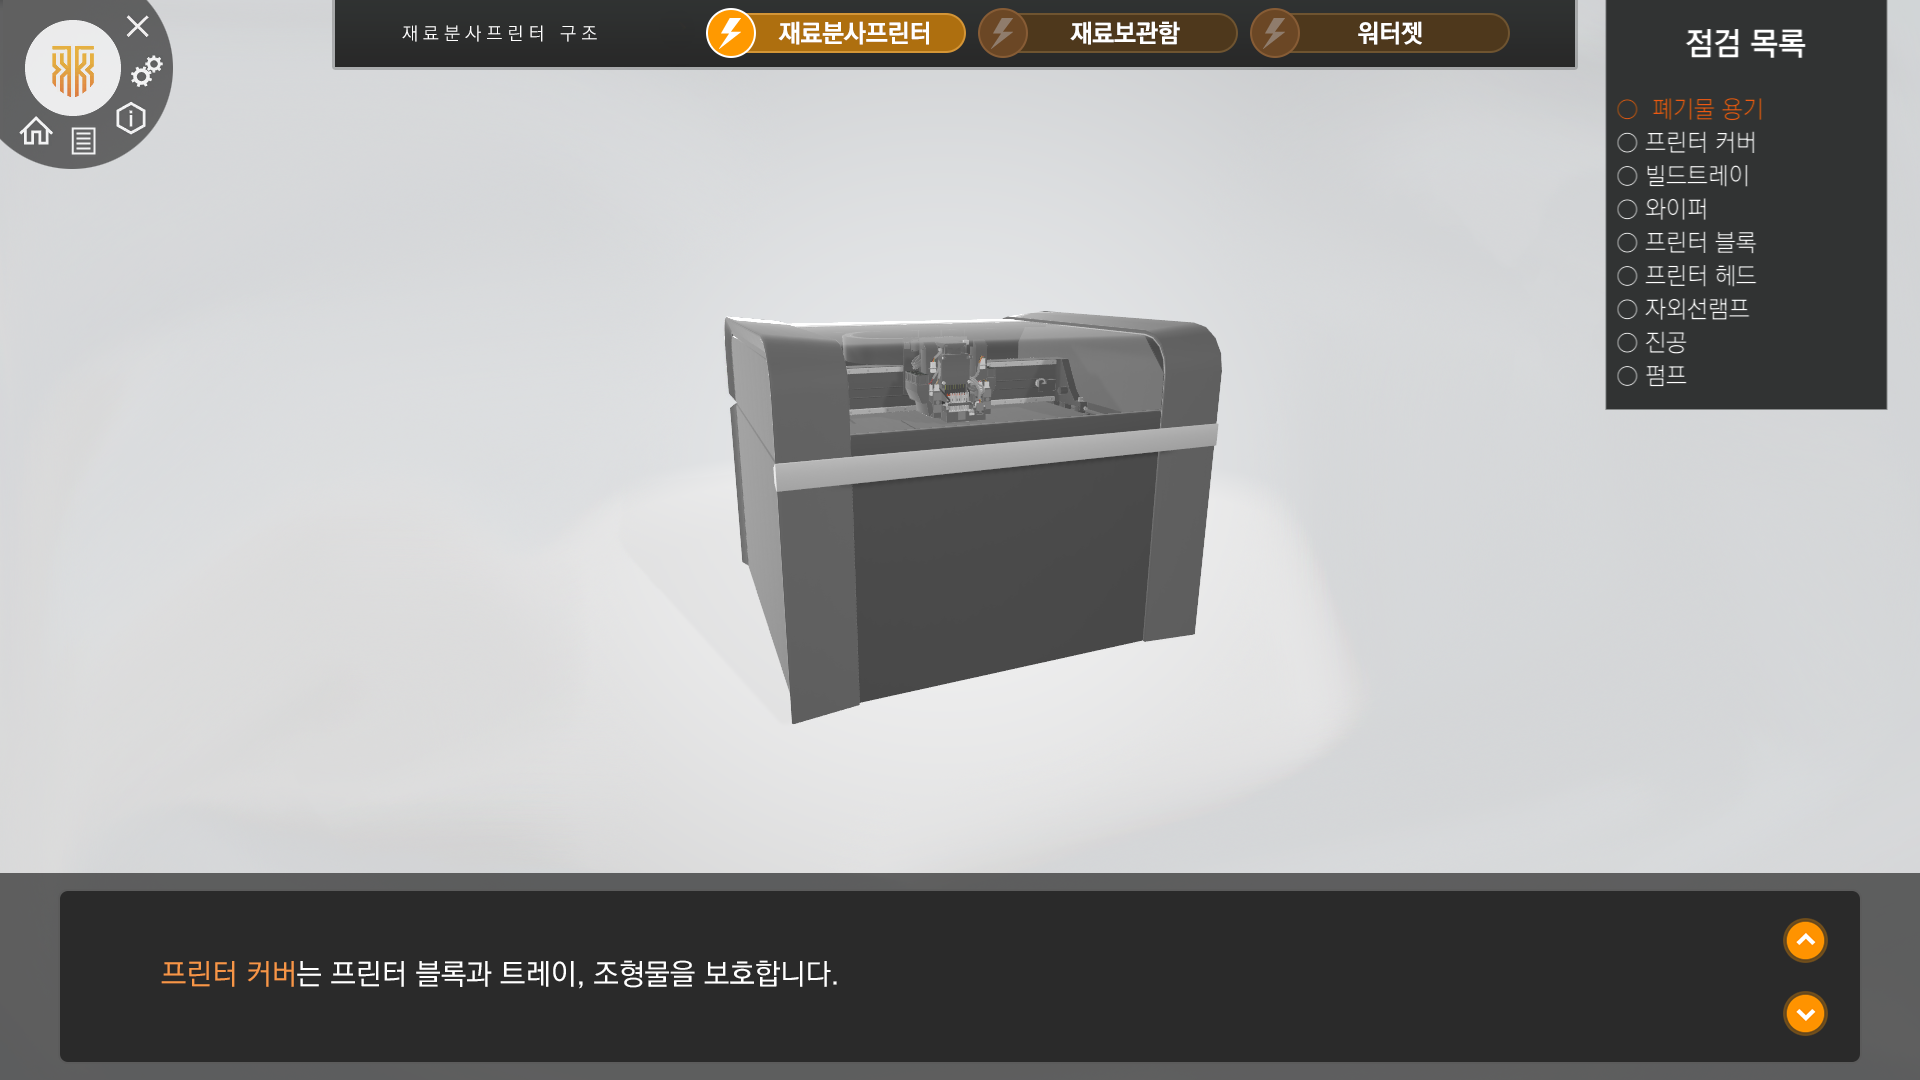 재료분사프린터 구조
재료분사프린터
재료보관함
워터젯
점검 목록
폐기물 용기
프린터 커버
빌드트레이
와이퍼
프린터 블록
프린터 헤드
자외선램프
진공
펌프
프린터 커버는 프린터 블록과 트레이, 조형물을 보호합니다.